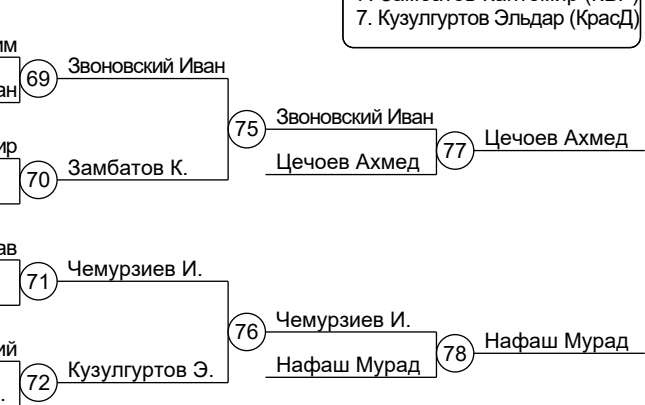 7. Кузулгуртов Эльдар (КрасД)
69
Звоновский Иван
75
Звоновский Иван
77
Цечоев Ахмед
70
Замбатов К.
Цечоев Ахмед
71
Чемурзиев И.
76
Чемурзиев И.
78
Нафаш Мурад
72
Кузулгуртов Э.
Нафаш Мурад